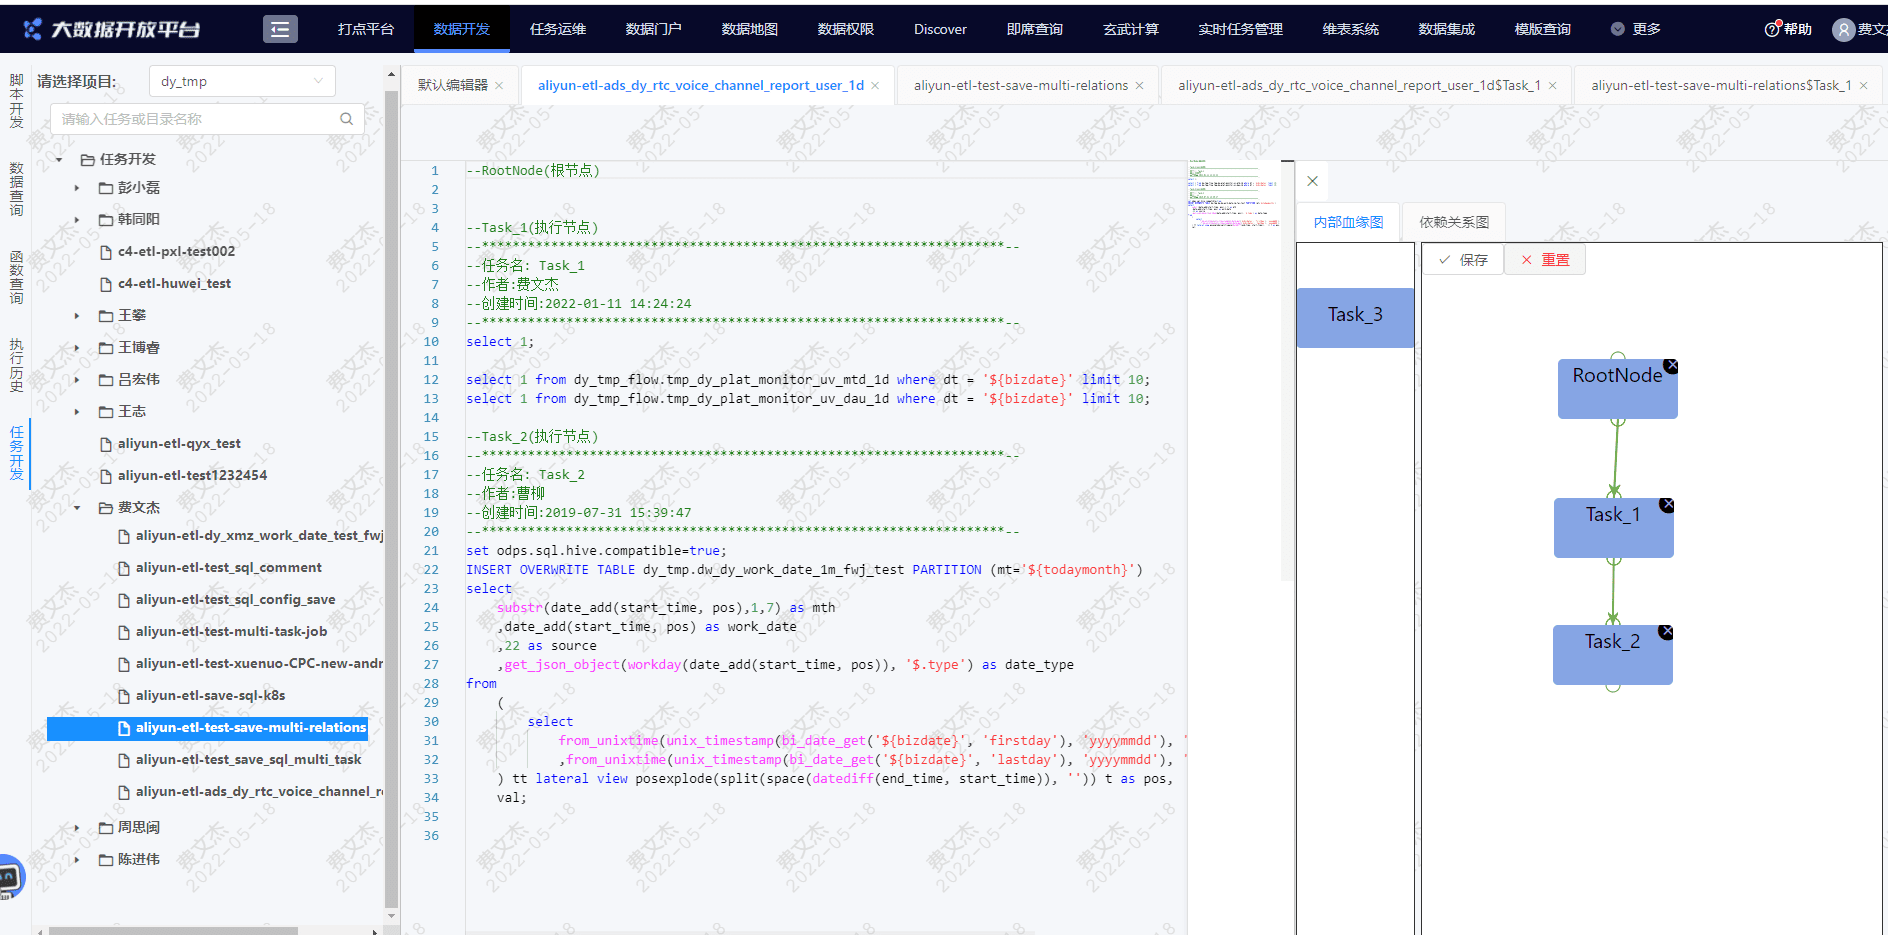 大数据开放平台
打点平台 数据开发 任务运维 数据门户 数据地图 数据权限 Discover 即席查询 玄武计算 实时任务管理 维表系统 数据集成 模版查询 更多 帮助
脚本开发
数据查询
函数查询
执行历史
任务开发
请选择项目: dy_tmp
请输入任务或目录名称
任务开发
彭小磊
韩同阳
c4-etl-pxl-test002
c4-etl-huwei_test
王攀
王博睿
吕宏伟
王志
aliyun-etl-qyx_test
aliyun-etl-test1232454
费文杰
aliyun-etl-dy_xmz_work_date_test_fwj
aliyun-etl-test_sql_comment
aliyun-etl-test_sql_config_save
aliyun-etl-test-multi-task-job
aliyun-etl-test-xuenuo-CPC-new-andr
aliyun-etl-save-sql-k8s
aliyun-etl-test-save-multi-relations
aliyun-etl-test_save_sql_multi_task
aliyun-etl-ads_dy_rtc_voice_channel_r
周思闽
陈进伟
默认编辑器 aliyun-etl-ads_dy_rtc_voice_channel_report_user_1d aliyun-etl-test-save-multi-relations aliyun-etl-ads_dy_rtc_voice_channel_report_user_1d$Task_1 aliyun-etl-test-save-multi-relations$Task_1
1 --RootNode(根节点)
2
3
4 --Task_1(执行节点)
5 --********************************************************************--
6 --任务名: Task_1
7 --作者:费文杰
8 --创建时间:2022-01-11 14:24:24
9 --********************************************************************--
10 select 1;
11
12 select 1 from dy_tmp_flow.tmp_dy_plat_monitor_uv_mtd_1d where dt = '${bizdate}' limit 10;
13 select 1 from dy_tmp_flow.tmp_dy_plat_monitor_uv_dau_1d where dt = '${bizdate}' limit 10;
14
15 --Task_2(执行节点)
16 --********************************************************************--
17 --任务名: Task_2
18 --作者:曹柳
19 --创建时间:2019-07-31 15:39:47
20 --********************************************************************--
21 set odps.sql.hive.compatible=true;
22 INSERT OVERWRITE TABLE dy_tmp.dw_dy_work_date_1m_fwj_test PARTITION (mt='${todaymonth}')
23 select
24 substr(date_add(start_time, pos),1,7) as mth
25 ,date_add(start_time, pos) as work_date
26 ,22 as source
27 ,get_json_object(workday(date_add(start_time, pos)), '$.type') as date_type
28 from
29 (
30 select
31 from_unixtime(unix_timestamp(bi_date_get('${bizdate}', 'firstday'), 'yyyymmdd'), '
32 ,from_unixtime(unix_timestamp(bi_date_get('${bizdate}', 'lastday'), 'yyyymmdd'), '
33 ) tt lateral view posexplode(split(space(datediff(end_time, start_time)), '')) t as pos,
34 val;
35
36
内部血缘图 依赖关系图
保存 重置
Task_3
RootNode
Task_1
Task_2
费文杰
2022-05-18